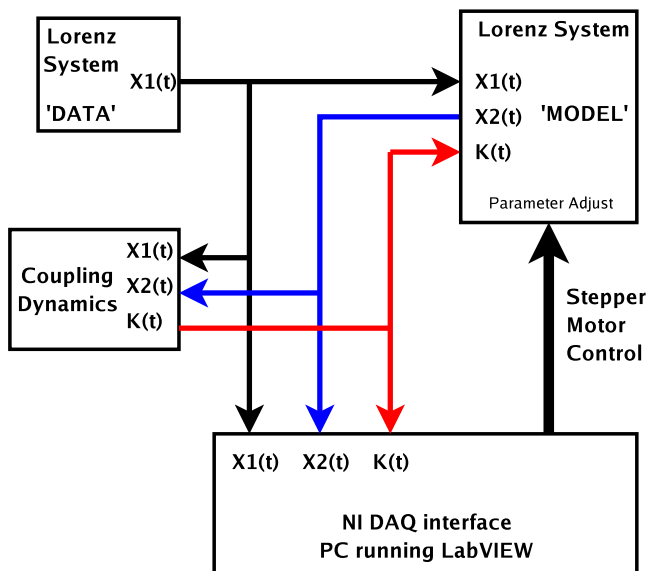 Lorenz
System
X1(t)
'DATA'
Lorenz System
X1(t)
X2(t) 'MODEL'
K(t)
Parameter Adjust
Coupling
Dynamics
X1(t)
X2(t)
K(t)
Stepper
Motor
Control
X1(t) X2(t) K(t)
NI DAQ interface
PC running LabVIEW